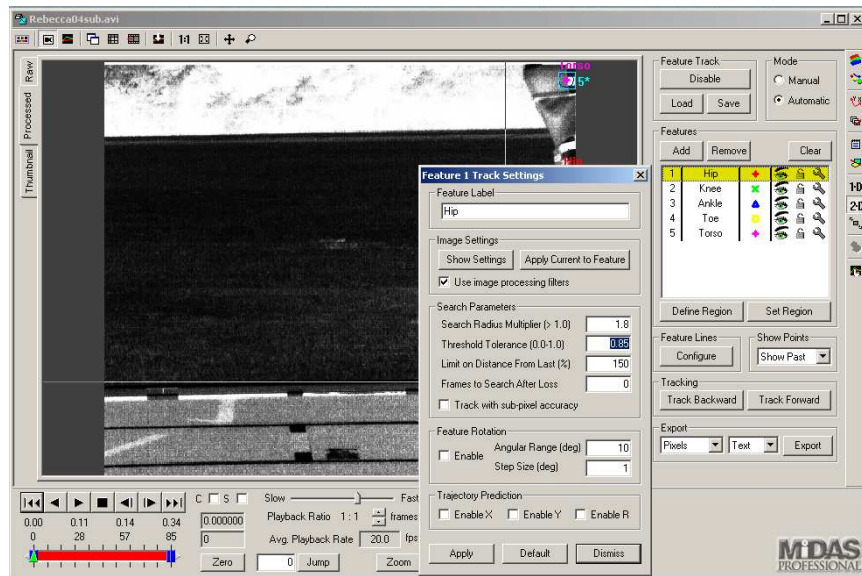 Rebecca04sub.avi
1:1
Raw
Processed
Thumbnail
Torso
5*
Hip
Feature Track
Disable
Load Save
Mode
Manual
Automatic
Features
Add Remove Clear
1 Hip
2 Knee
3 Ankle
4 Toe
5 Torso
Define Region Set Region
Feature Lines
Configure
Show Points
Show Past
Tracking
Track Backward Track Forward
Export
Pixels Text Export
1-D
2-D
Feature 1 Track Settings
Feature Label
Hip
Image Settings
Show Settings Apply Current to Feature
Use image processing filters
Search Parameters
Search Radius Multiplier (> 1.0) 1.8
Threshold Tolerance (0.0-1.0) 0.85
Limit on Distance From Last (%) 150
Frames to Search After Loss 0
Track with sub-pixel accuracy
Feature Rotation
Enable
Angular Range (deg) 10
Step Size (deg) 1
Trajectory Prediction
Enable X Enable Y Enable R
Apply Default Dismiss
C S Slow Fast
0.00 0.11 0.14 0.34 0.000000 Playback Ratio 1 : 1 frames
0 28 57 85 0 Avg. Playback Rate 20.0 fps
Zero 0 Jump Zoom
MiDAS
PROFESSIONAL